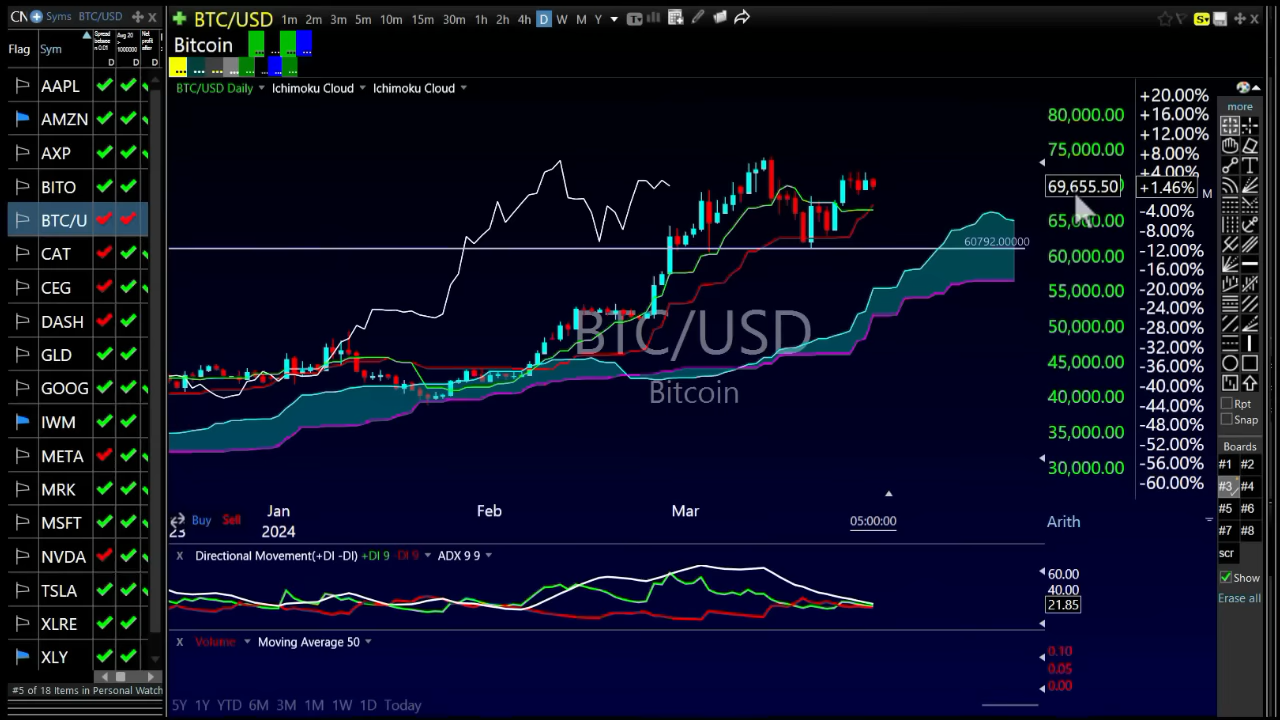 CN Syms BTC/USD
Flag Sym D D D
AAPL
AMZN
AXP
BITO
BTC/U
CAT
CEG
DASH
GLD
GOOG
IWM
META
MRK
MSFT
NVDA
TSLA
XLRE
XLY
#5 of 18 Items in Personal Watch
BTC/USD 1m 2m 3m 5m 10m 15m 30m 1h 2h 4h D W M Y
Bitcoin
BTC/USD Daily Ichimoku Cloud Ichimoku Cloud
80,000.00
75,000.00
69,655.50
65,000.00
60,000.00
55,000.00
50,000.00
45,000.00
40,000.00
35,000.00
30,000.00
+20.00%
+16.00%
+12.00%
+8.00%
+4.00%
+1.46% M
-4.00%
-8.00%
-12.00%
-16.00%
-20.00%
-24.00%
-28.00%
-32.00%
-36.00%
-40.00%
-44.00%
-48.00%
-52.00%
-56.00%
-60.00%
60792.00000
BTC/USD
Bitcoin
Buy Sell
23
Jan
2024
Feb
Mar
05:00:00
Arith
X Directional Movement(+DI -DI) +DI 9 -DI 9 ADX 9 9
60.00
40.00
21.85
X Volume Moving Average 50
0.10
0.05
0.00
5Y 1Y YTD 6M 3M 1M 1W 1D Today
more
T
Rpt
Snap
Boards
#1 #2
#3 #4
#5 #6
#7 #8
scr
Show
Erase all